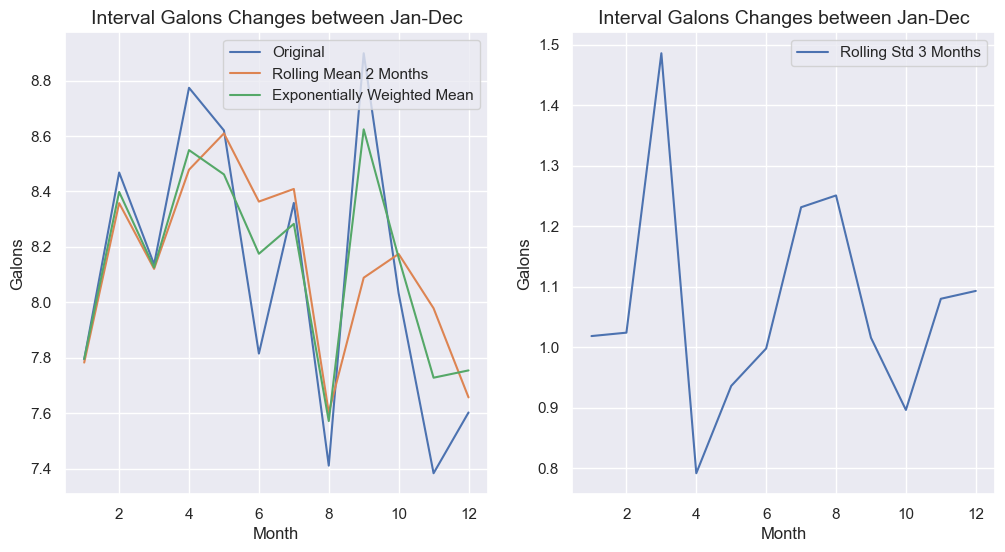 Interval Galons Changes between Jan-Dec
Original
Rolling Mean 2 Months
Exponentially Weighted Mean
8.8
8.6
8.4
8.2
8.0
7.8
7.6
7.4
Galons
2 4 6 8 10 12
Month
Interval Galons Changes between Jan-Dec
Rolling Std 3 Months
1.5
1.4
1.3
1.2
1.1
1.0
0.9
0.8
Galons
2 4 6 8 10 12
Month